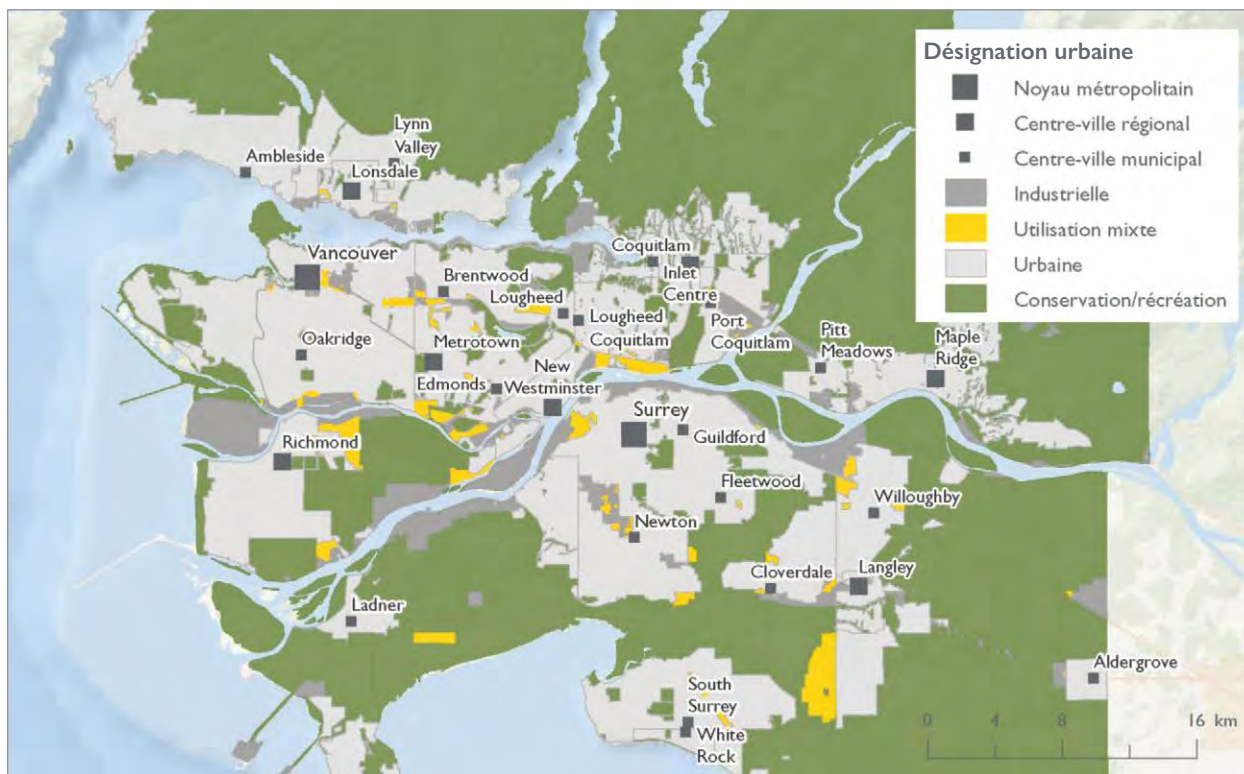 Désignation urbaine
Noyau métropolitain
Centre-ville régional
Centre-ville municipal
Industrielle
Utilisation mixte
Urbaine
Conservation/récréation
Lynn
Valley
Ambleside
Lonsdale
Vancouver
Coquitlam
Inlet
Centre
Brentwood
Lougheed
Lougheed
Coquitlam
Port
Coquitlam
Pitt
Meadows
Maple
Ridge
Oakridge
Metrotown
New
Westminster
Edmonds
Surrey
Guildford
Richmond
Fleetwood
Willoughby
Newton
Cloverdale
Langley
Ladner
Aldergrove
South
Surrey
White
Rock
0 4 8 16 km